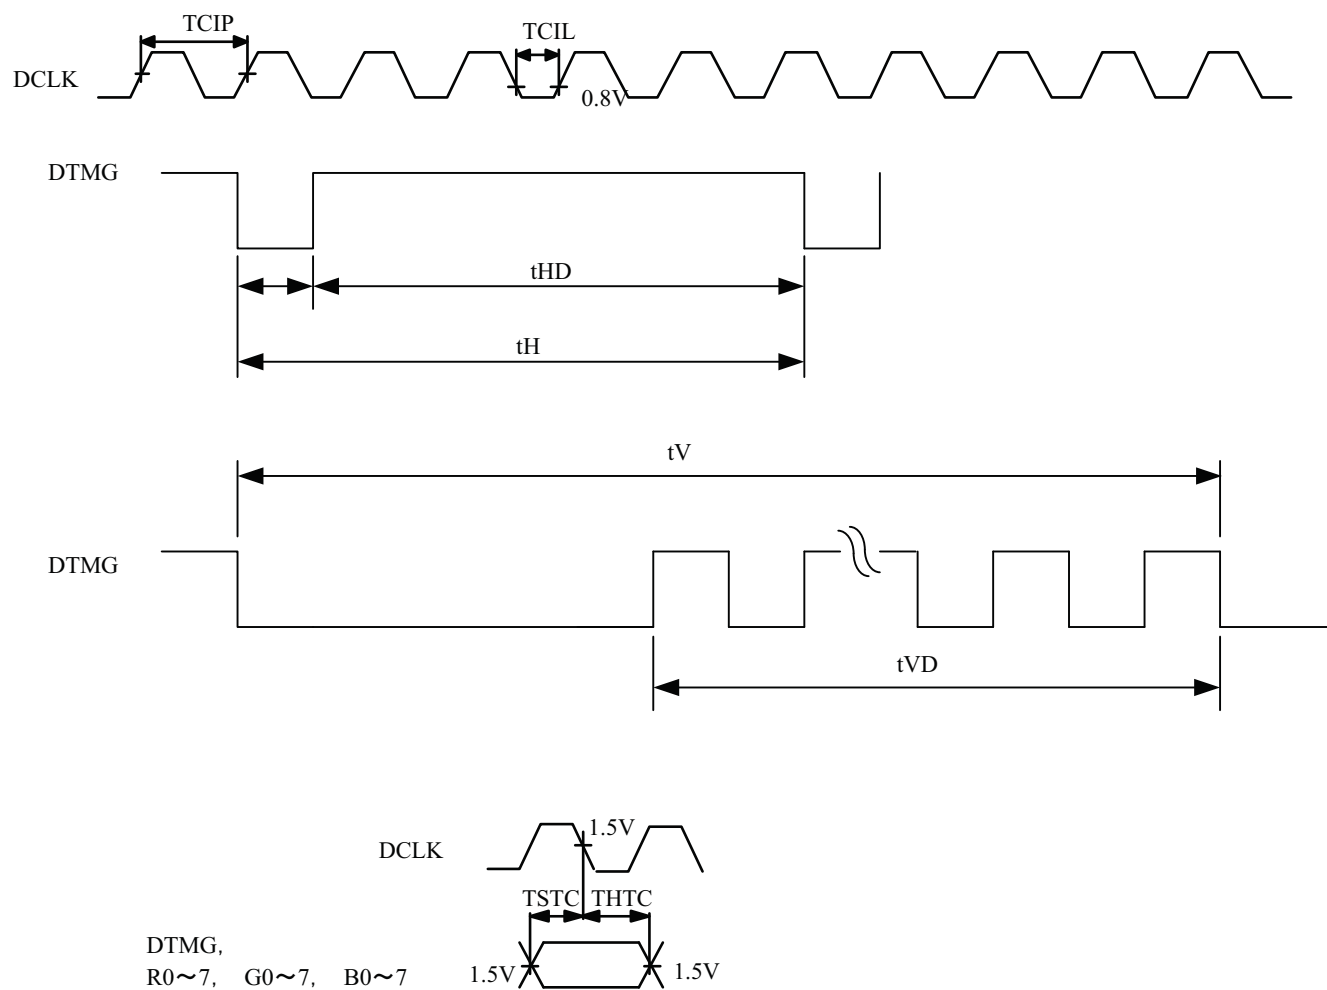 TCIP
TCIL
DCLK
0.8V
DTMG
tHD
tH
tV
DTMG
tVD
1.5V
DCLK
TSTC THTC
DTMG,
R0～7, G0～7, B0～7
1.5V
1.5V